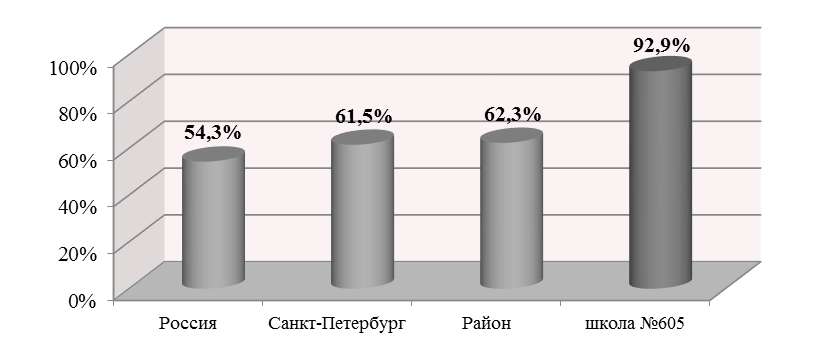 92,9%
100%
80%
60%
40%
20%
0%
54,3%
61,5%
62,3%
Россия
Санкт-Петербург
Район
школа №605